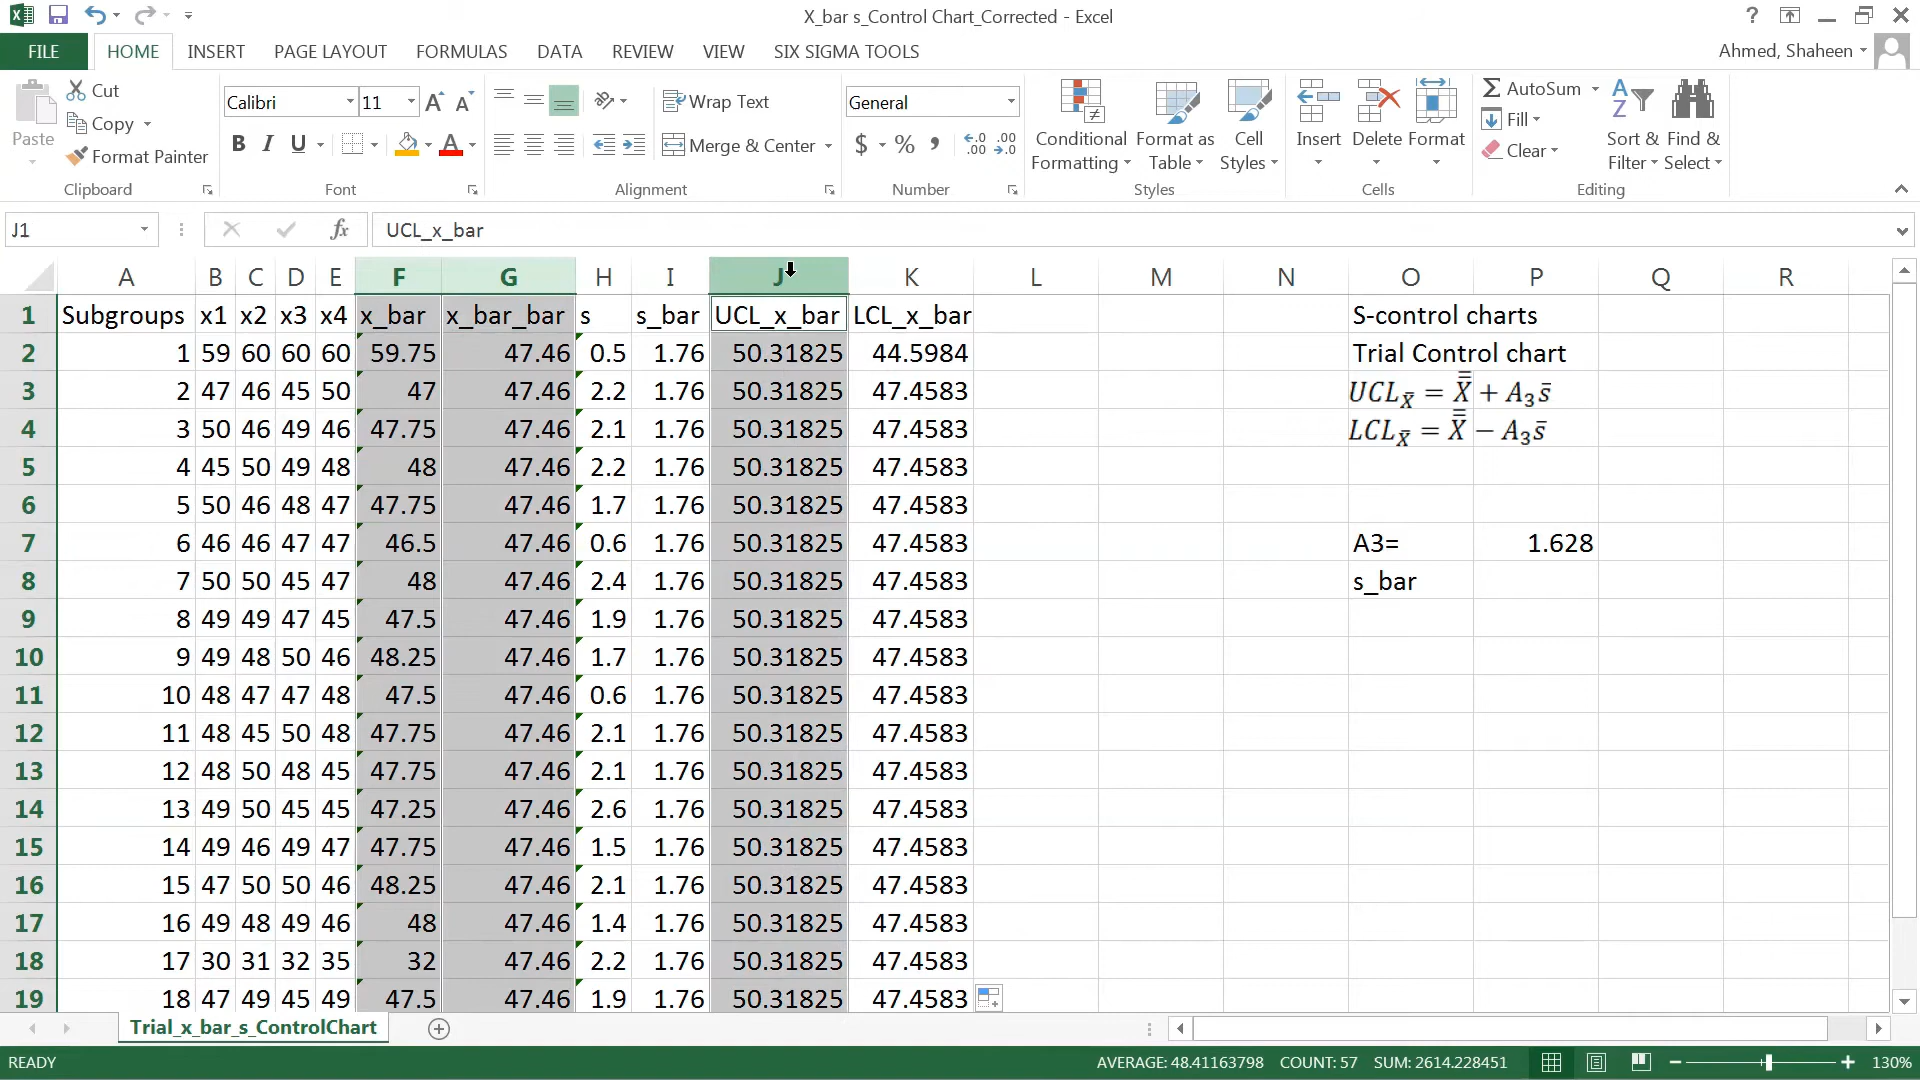 X_bar s_Control Chart_Corrected - Excel
?
FILE HOME INSERT PAGE LAYOUT FORMULAS DATA REVIEW VIEW SIX SIGMA TOOLS
Ahmed, Shaheen
Paste
Cut
Copy
Format Painter
Calibri 11 A A
B I U A
Wrap Text
Merge & Center
General
$ % ,
Conditional Formatting
Format as Table
Cell Styles
Insert Delete Format
AutoSum
Fill
Clear
Sort & Filter
Find & Select
Clipboard Font Alignment Number Styles Cells Editing
J1 fx UCL_x_bar
A B C D E F G H I J K L M N O P Q R
1 Subgroups x1 x2 x3 x4 x_bar x_bar_bar s s_bar UCL_x_bar LCL_x_bar S-control charts
2 1 59 60 60 60 59.75 47.46 0.5 1.76 50.31825 44.5984 Trial Control chart
3 2 47 46 45 50 47 47.46 2.2 1.76 50.31825 47.4583 UCL_X̄ = X̿ + A₃s̄
4 3 50 46 49 46 47.75 47.46 2.1 1.76 50.31825 47.4583 LCL_X̄ = X̿ − A₃s̄
5 4 45 50 49 48 48 47.46 2.2 1.76 50.31825 47.4583
6 5 50 46 48 47 47.75 47.46 1.7 1.76 50.31825 47.4583
7 6 46 46 47 47 46.5 47.46 0.6 1.76 50.31825 47.4583 A3= 1.628
8 7 50 50 45 47 48 47.46 2.4 1.76 50.31825 47.4583 s_bar
9 8 49 49 47 45 47.5 47.46 1.9 1.76 50.31825 47.4583
10 9 49 48 50 46 48.25 47.46 1.7 1.76 50.31825 47.4583
11 10 48 47 47 48 47.5 47.46 0.6 1.76 50.31825 47.4583
12 11 48 45 50 48 47.75 47.46 2.1 1.76 50.31825 47.4583
13 12 48 50 48 45 47.75 47.46 2.1 1.76 50.31825 47.4583
14 13 49 50 45 45 47.25 47.46 2.6 1.76 50.31825 47.4583
15 14 49 46 49 47 47.75 47.46 1.5 1.76 50.31825 47.4583
16 15 47 50 50 46 48.25 47.46 2.1 1.76 50.31825 47.4583
17 16 49 48 49 46 48 47.46 1.4 1.76 50.31825 47.4583
18 17 30 31 32 35 32 47.46 2.2 1.76 50.31825 47.4583
19 18 47 49 45 49 47.5 47.46 1.9 1.76 50.31825 47.4583
Trial_x_bar_s_ControlChart
READY AVERAGE: 48.41163798 COUNT: 57 SUM: 2614.228451 130%